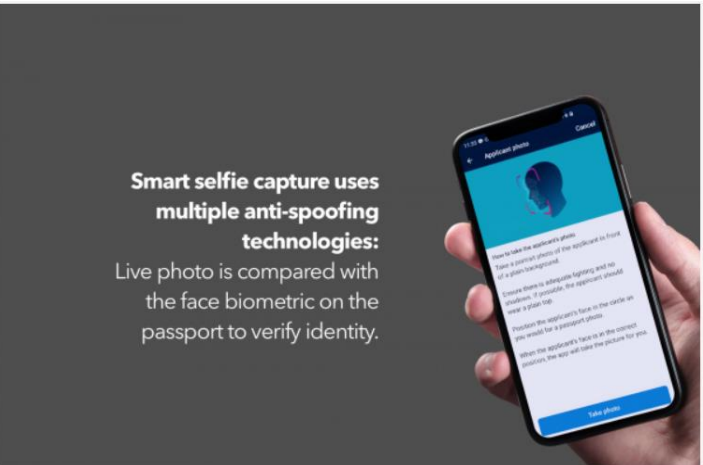 Smart selfie capture uses
multiple anti-spoofing
technologies:
Live photo is compared with
the face biometric on the
passport to verify identity.
11:30
Cancel
Applicant photo
How to take the applicant's photo
Take a portrait photo of the applicant in front
of a plain background.
Ensure there is adequate lighting and no
shadows. If possible, the applicant should
wear a plain top.
Position the applicant's face in the circle as
you would for a passport photo.
When the applicant's face is in the correct
position, the app will take the picture for you.
Take photo